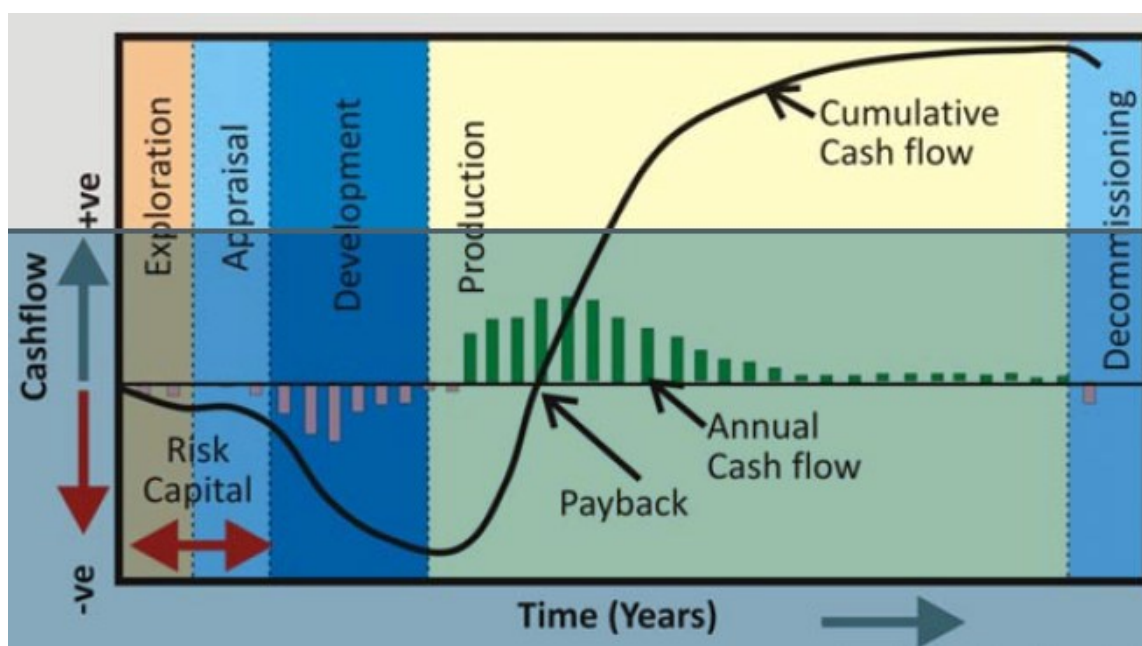 Exploration
Appraisal
Development
Production
Decommissioning
Cumulative
Cash flow
+ve
Cashflow
-ve
Risk
Capital
Annual
Cash flow
Payback
Time (Years)